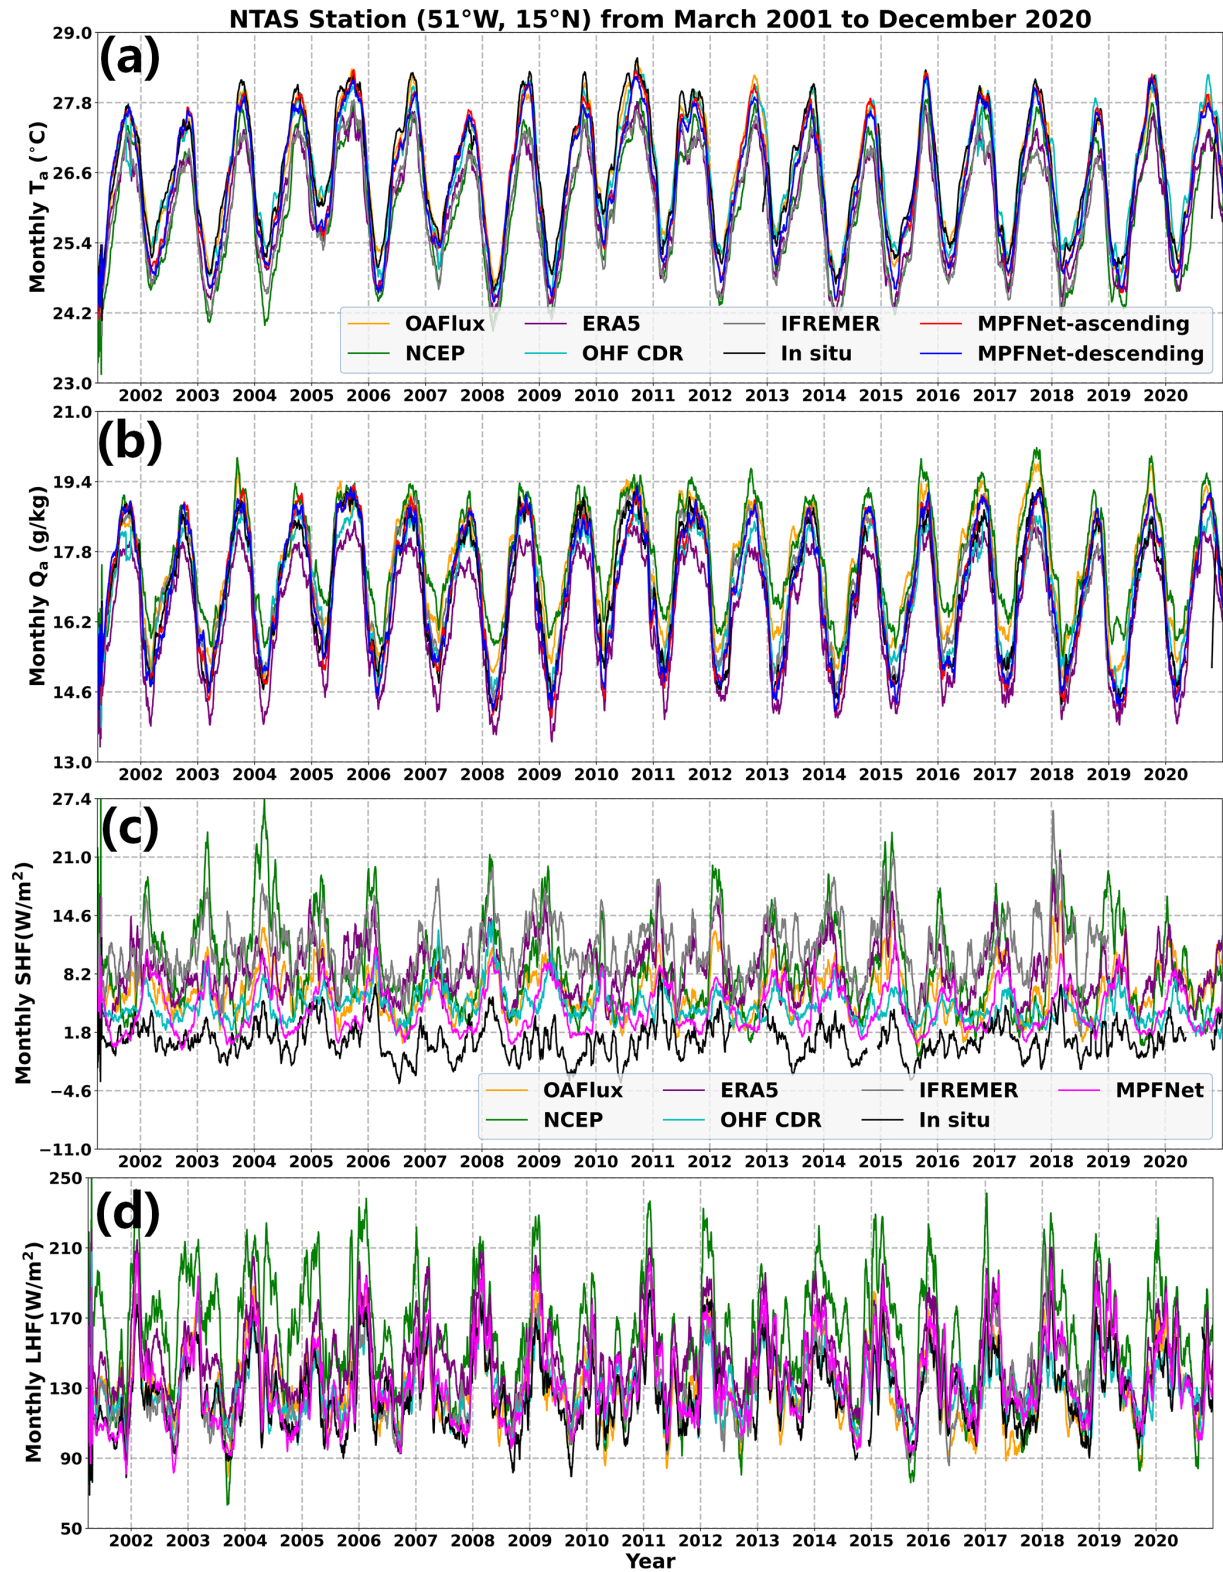 NTAS Station (51°W, 15°N) from March 2001 to December 2020
(a)
Monthly Tₐ (°C)
29.0
27.8
26.6
25.4
24.2
23.0
OAFlux ERA5 IFREMER MPFNet-ascending
NCEP OHF CDR In situ MPFNet-descending
2002 2003 2004 2005 2006 2007 2008 2009 2010 2011 2012 2013 2014 2015 2016 2017 2018 2019 2020
(b)
Monthly Qₐ (g/kg)
21.0
19.4
17.8
16.2
14.6
13.0
2002 2003 2004 2005 2006 2007 2008 2009 2010 2011 2012 2013 2014 2015 2016 2017 2018 2019 2020
(c)
Monthly SHF(W/m²)
27.4
21.0
14.6
8.2
1.8
−4.6
−11.0
OAFlux ERA5 IFREMER MPFNet
NCEP OHF CDR In situ
2002 2003 2004 2005 2006 2007 2008 2009 2010 2011 2012 2013 2014 2015 2016 2017 2018 2019 2020
(d)
Monthly LHF(W/m²)
250
210
170
130
90
50
2002 2003 2004 2005 2006 2007 2008 2009 2010 2011 2012 2013 2014 2015 2016 2017 2018 2019 2020
Year